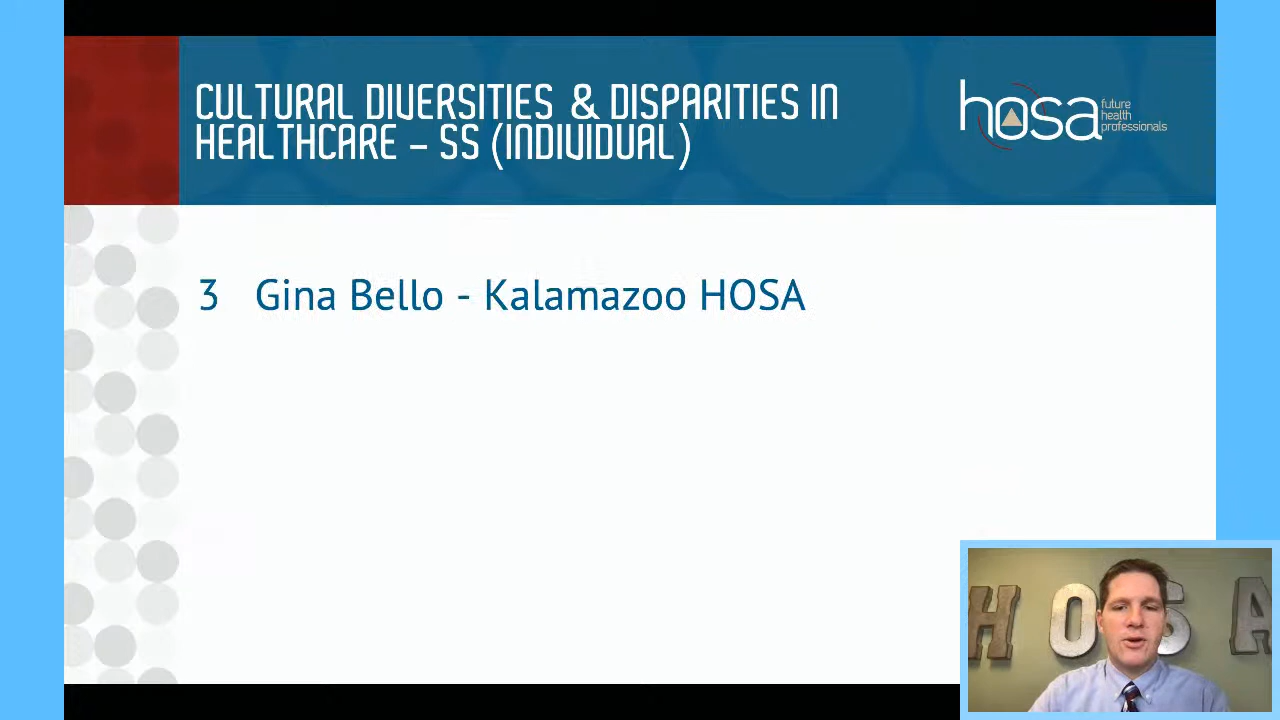 CULTURAL DIVERSITIES & DISPARITIES IN
HEALTHCARE – SS (INDIVIDUAL)
hosa
future
health
professionals
3 Gina Bello - Kalamazoo HOSA
HOSA